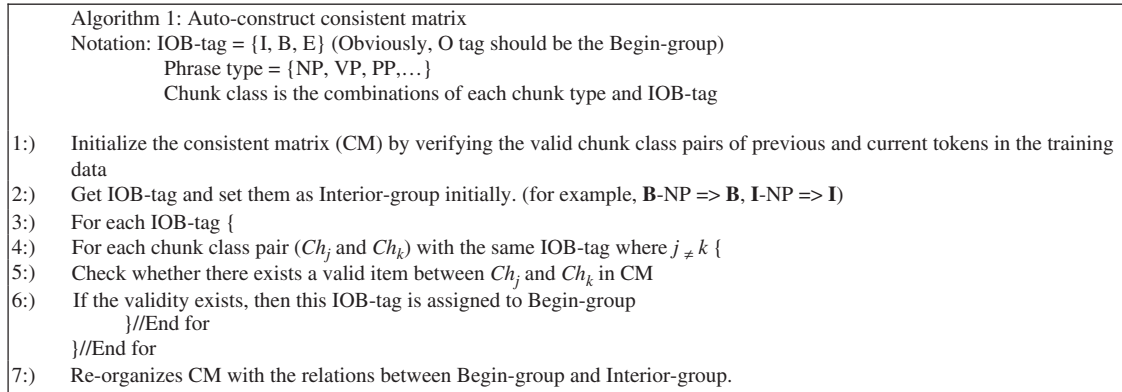 Algorithm 1: Auto-construct consistent matrix
Notation: IOB-tag = {I, B, E} (Obviously, O tag should be the Begin-group)
Phrase type = {NP, VP, PP,…}
Chunk class is the combinations of each chunk type and IOB-tag
1:) Initialize the consistent matrix (CM) by verifying the valid chunk class pairs of previous and current tokens in the training
data
2:) Get IOB-tag and set them as Interior-group initially. (for example, B-NP => B, I-NP => I)
3:) For each IOB-tag {
4:) For each chunk class pair (Chj and Chk) with the same IOB-tag where j ≠ k {
5:) Check whether there exists a valid item between Chj and Chk in CM
6:) If the validity exists, then this IOB-tag is assigned to Begin-group
}//End for
}//End for
7:) Re-organizes CM with the relations between Begin-group and Interior-group.